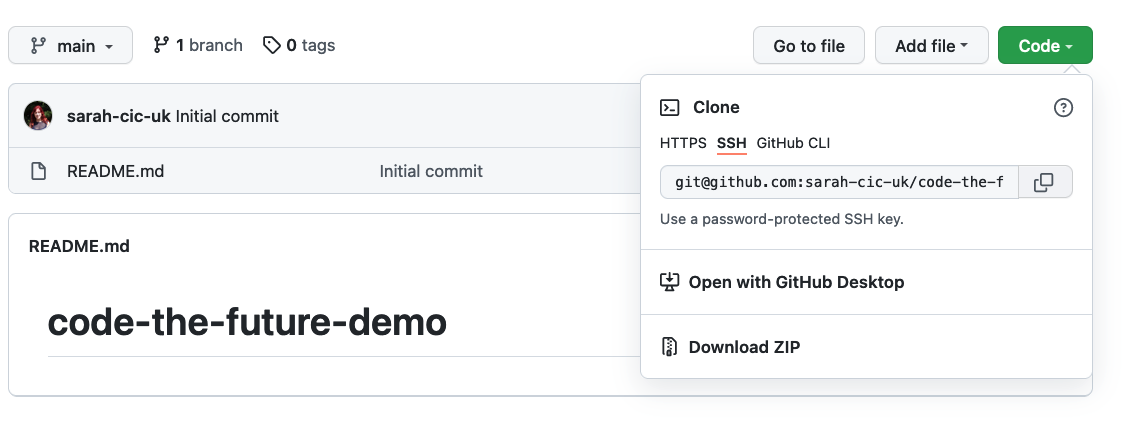 main 1 branch 0 tags Go to file Add file Code
sarah-cic-uk Initial commit
README.md Initial commit
README.md
code-the-future-demo
Clone
HTTPS SSH GitHub CLI
git@github.com:sarah-cic-uk/code-the-f
Use a password-protected SSH key.
Open with GitHub Desktop
Download ZIP